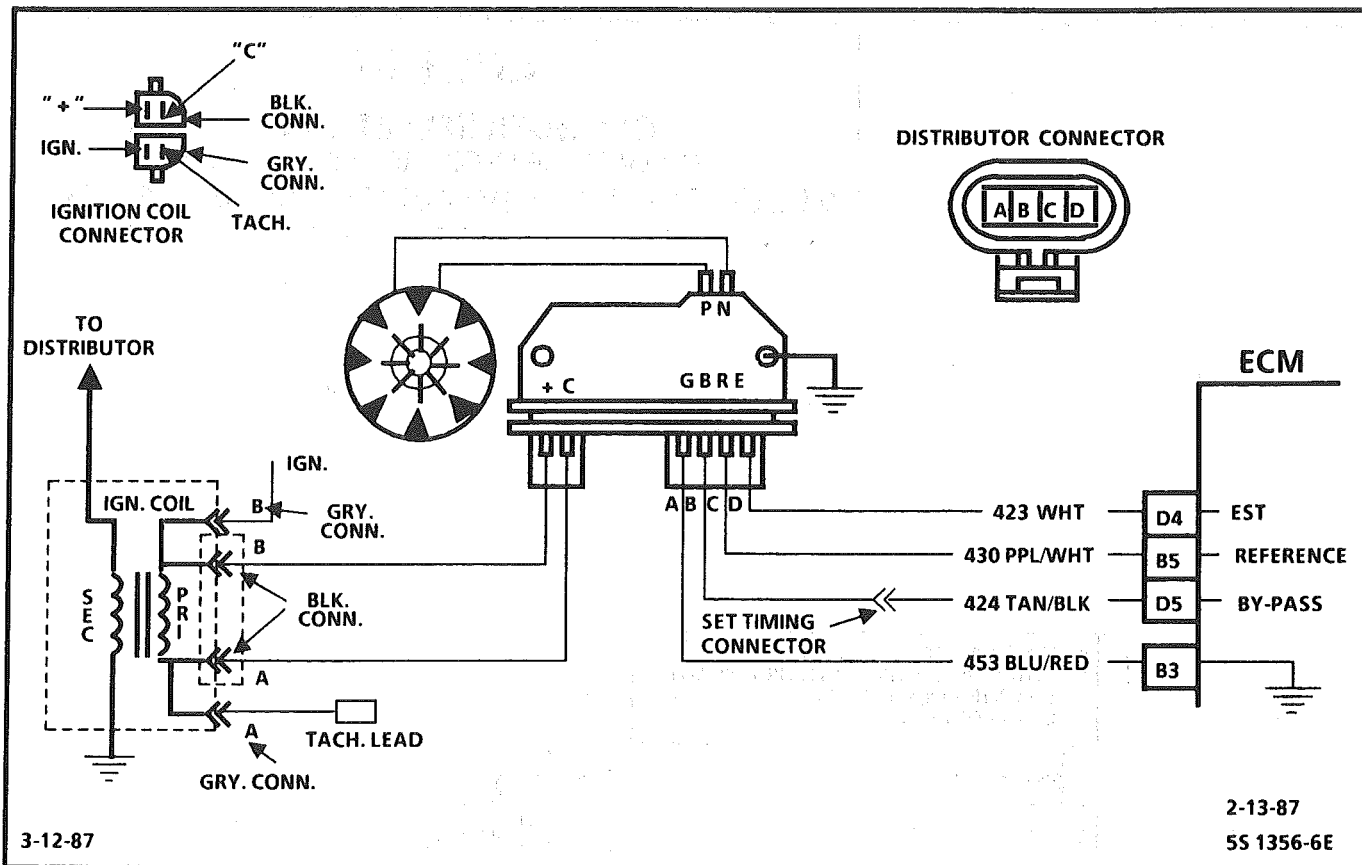 "C"
" + "
BLK.
CONN.
IGN.
GRY.
CONN.
IGNITION COIL
CONNECTOR
TACH.
DISTRIBUTOR CONNECTOR
A B C D
TO
DISTRIBUTOR
P N
+ C
G B R E
ECM
IGN.
IGN. COIL
B
GRY.
CONN.
B
SEC
PRI
BLK.
CONN.
A
A
TACH. LEAD
GRY. CONN.
A B C D
423 WHT
D4
EST
430 PPL/WHT
B5
REFERENCE
424 TAN/BLK
D5
BY-PASS
SET TIMING
CONNECTOR
453 BLU/RED
B3
3-12-87
2-13-87
5S 1356-6E